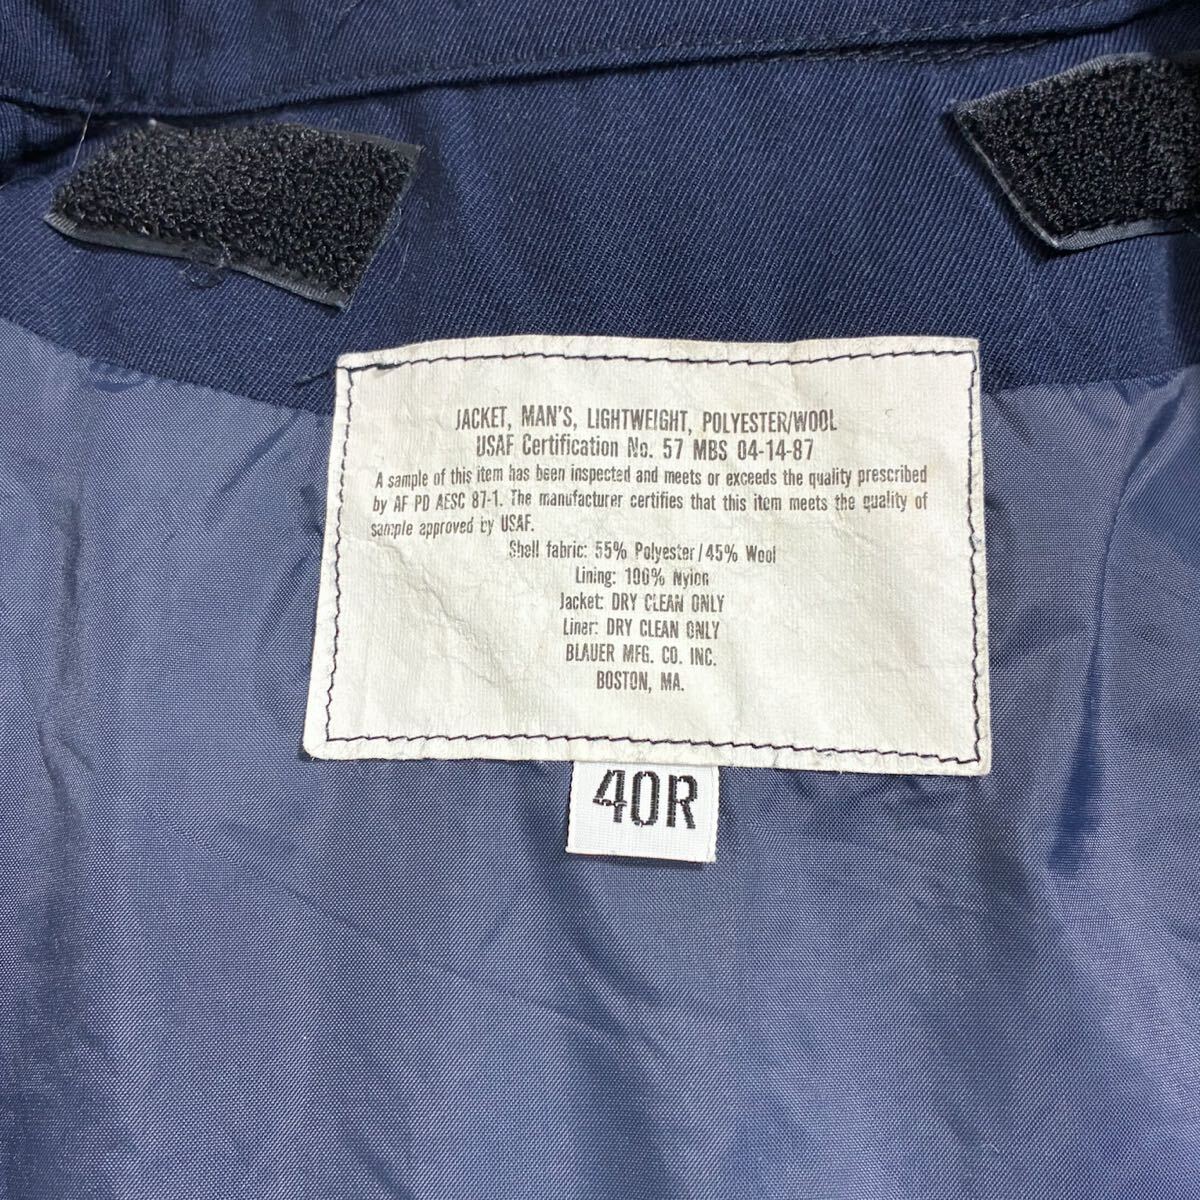 JACKET, MAN'S, LIGHTWEIGHT, POLYESTER/WOOL
USAF Certification No. 57 MBS 04-14-87
A sample of this item has been inspected and meets or exceeds the quality prescribed
by AF PD AESC 87-1. The manufacturer certifies that this item meets the quality of
sample approved by USAF.
Shell fabric: 55% Polyester/45% Wool
Lining: 100% Nylon
Jacket: DRY CLEAN ONLY
Liner: DRY CLEAN ONLY
BLAUER MFG. CO. INC.
BOSTON, MA.
40R